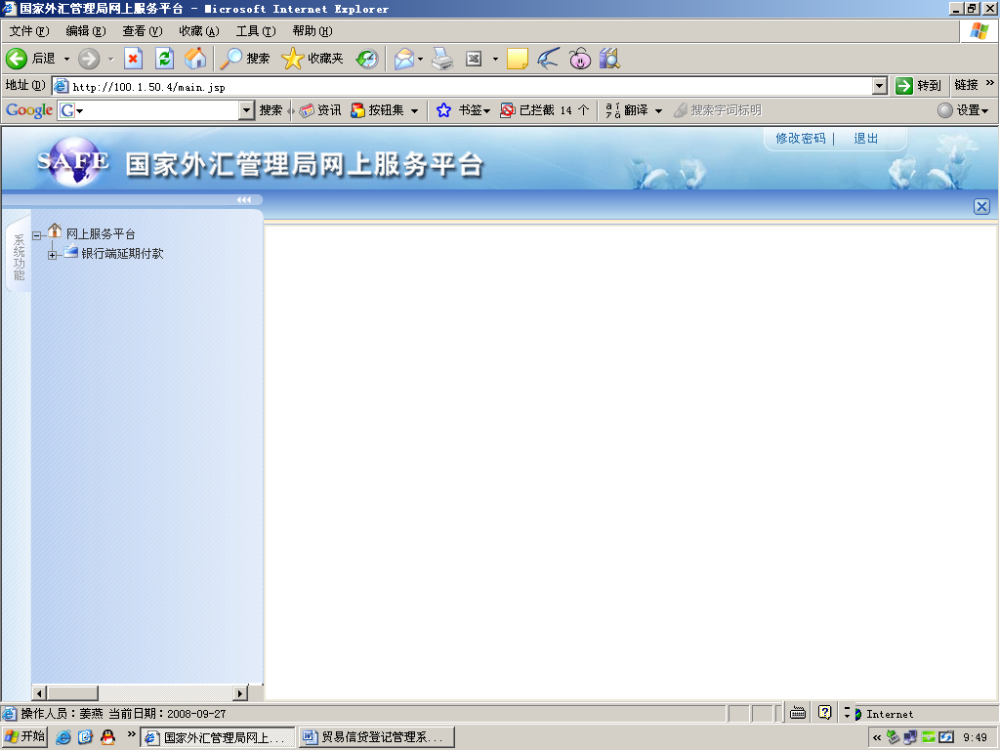 国家外汇管理局网上服务平台 - Microsoft Internet Explorer
文件(F) 编辑(E) 查看(V) 收藏(A) 工具(T) 帮助(H)
后退 搜索 收藏夹
地址(D) http://100.1.50.4/main.jsp 转到 链接 »
Google G 搜索 资讯 按钮集 书签 已拦截 14 个 翻译 搜索字词标明 设置
SAFE 国家外汇管理局网上服务平台 修改密码 | 退出
系统功能
网上服务平台
银行端延期付款
操作人员：姜燕 当前日期：2008-09-27 Internet
开始 » 国家外汇管理局网上... 贸易信贷登记管理系... « 9:49